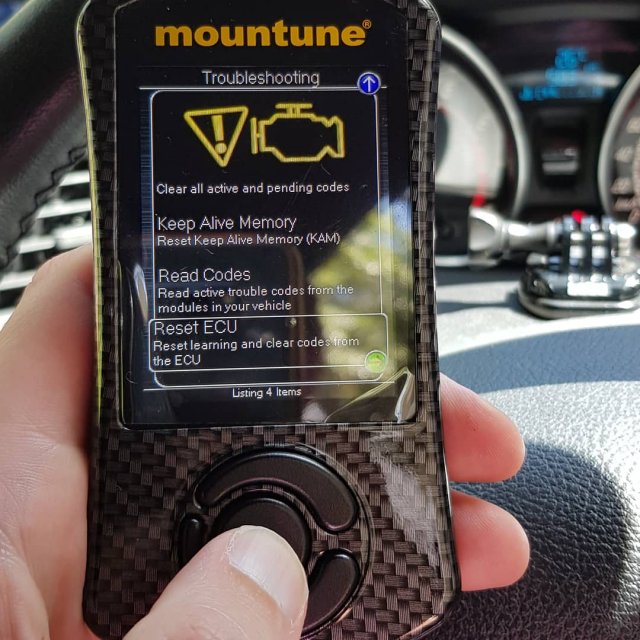 mountune®
Troubleshooting
Clear all active and pending codes
Keep Alive Memory
Reset Keep Alive Memory (KAM)
Read Codes
Read active trouble codes from the
modules in your vehicle
Reset ECU
Reset learning and clear codes from
the ECU
Listing 4 Items